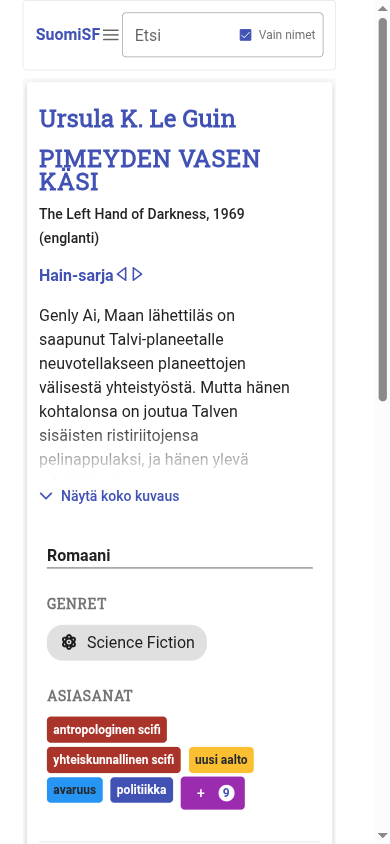 SuomiSF
Etsi
Vain nimet
Ursula K. Le Guin
PIMEYDEN VASEN
KÄSI
The Left Hand of Darkness, 1969
(englanti)
Hain-sarja
Genly Ai, Maan lähettiläs on
saapunut Talvi-planeetalle
neuvotellakseen planeettojen
välisestä yhteistyöstä. Mutta hänen
kohtalonsa on joutua Talven
sisäisten ristiriitojensa
pelinappulaksi, ja hänen ylevä
Näytä koko kuvaus
Romaani
GENRET
Science Fiction
ASIASANAT
antropologinen scifi
yhteiskunnallinen scifi uusi aalto
avaruus politiikka + 9